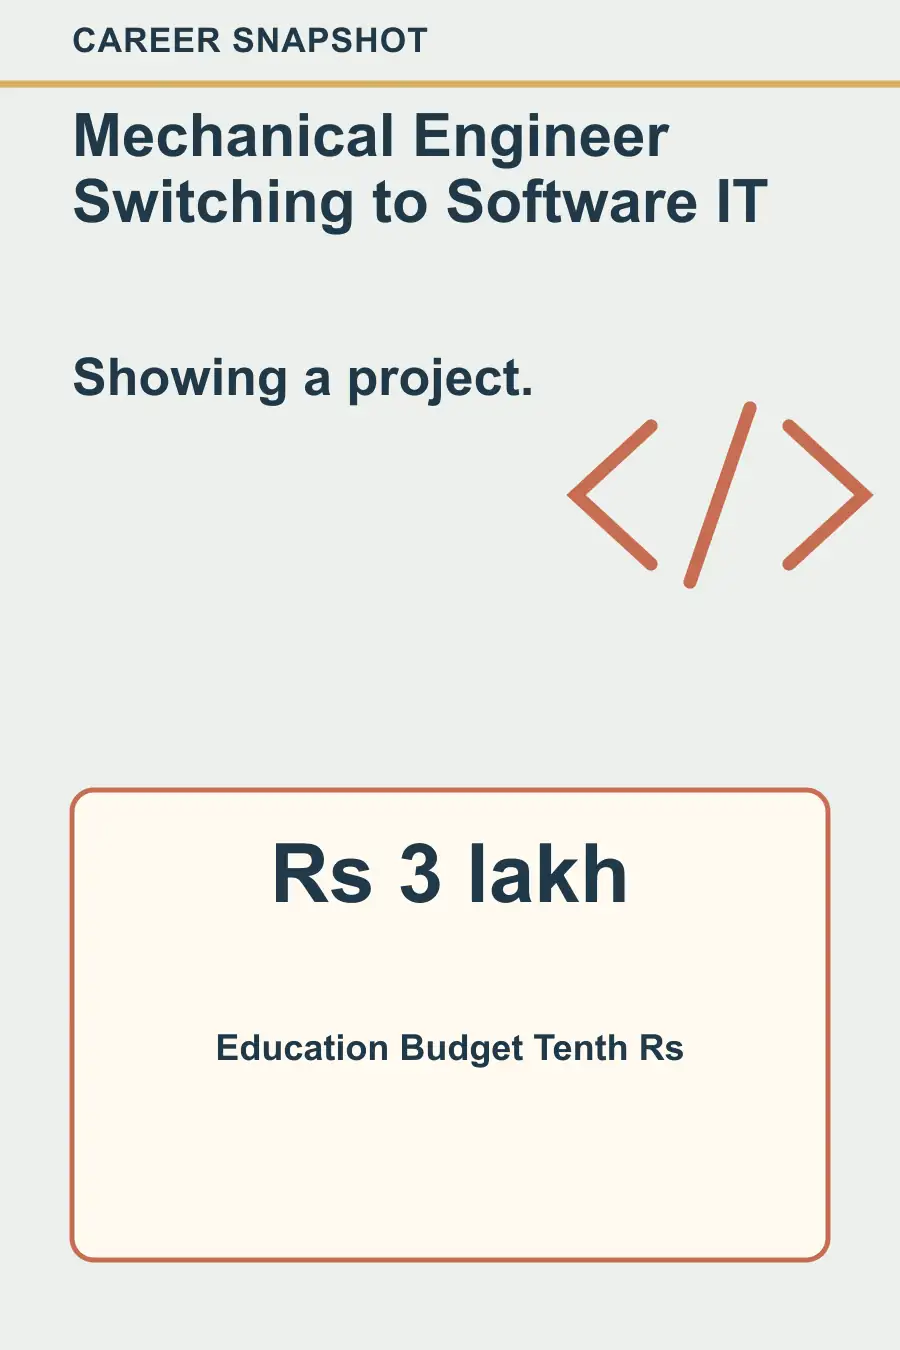 CAREER SNAPSHOT
Mechanical Engineer
Switching to Software IT
Showing a project.
</>
Rs 3 lakh
Education Budget Tenth Rs